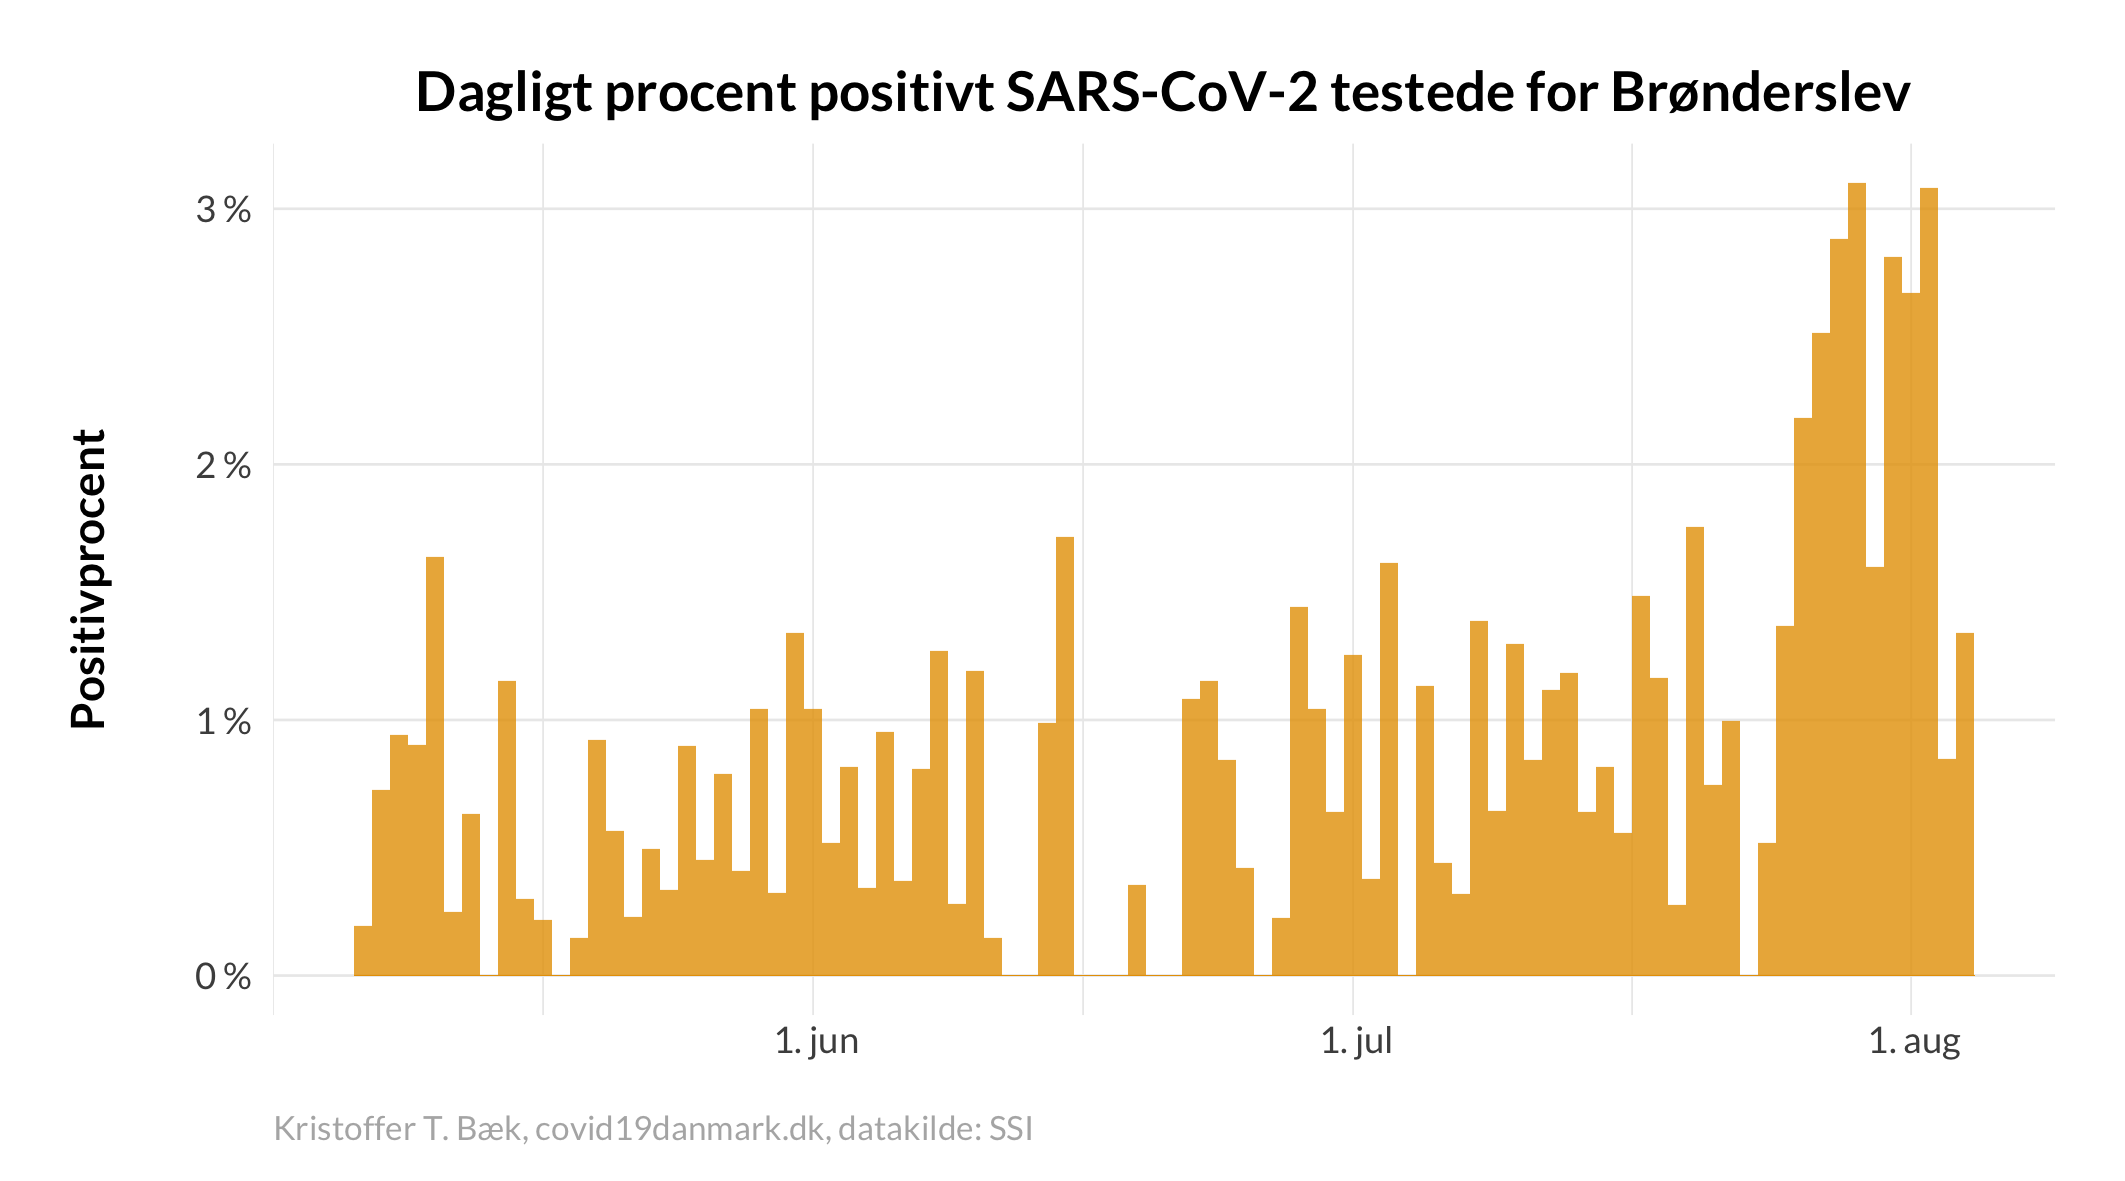 Dagligt procent positivt SARS-CoV-2 testede for Brønderslev
Positivprocent
3 %
2 %
1 %
0 %
1. jun
1. jul
1. aug
Kristoffer T. Bæk, covid19danmark.dk, datakilde: SSI